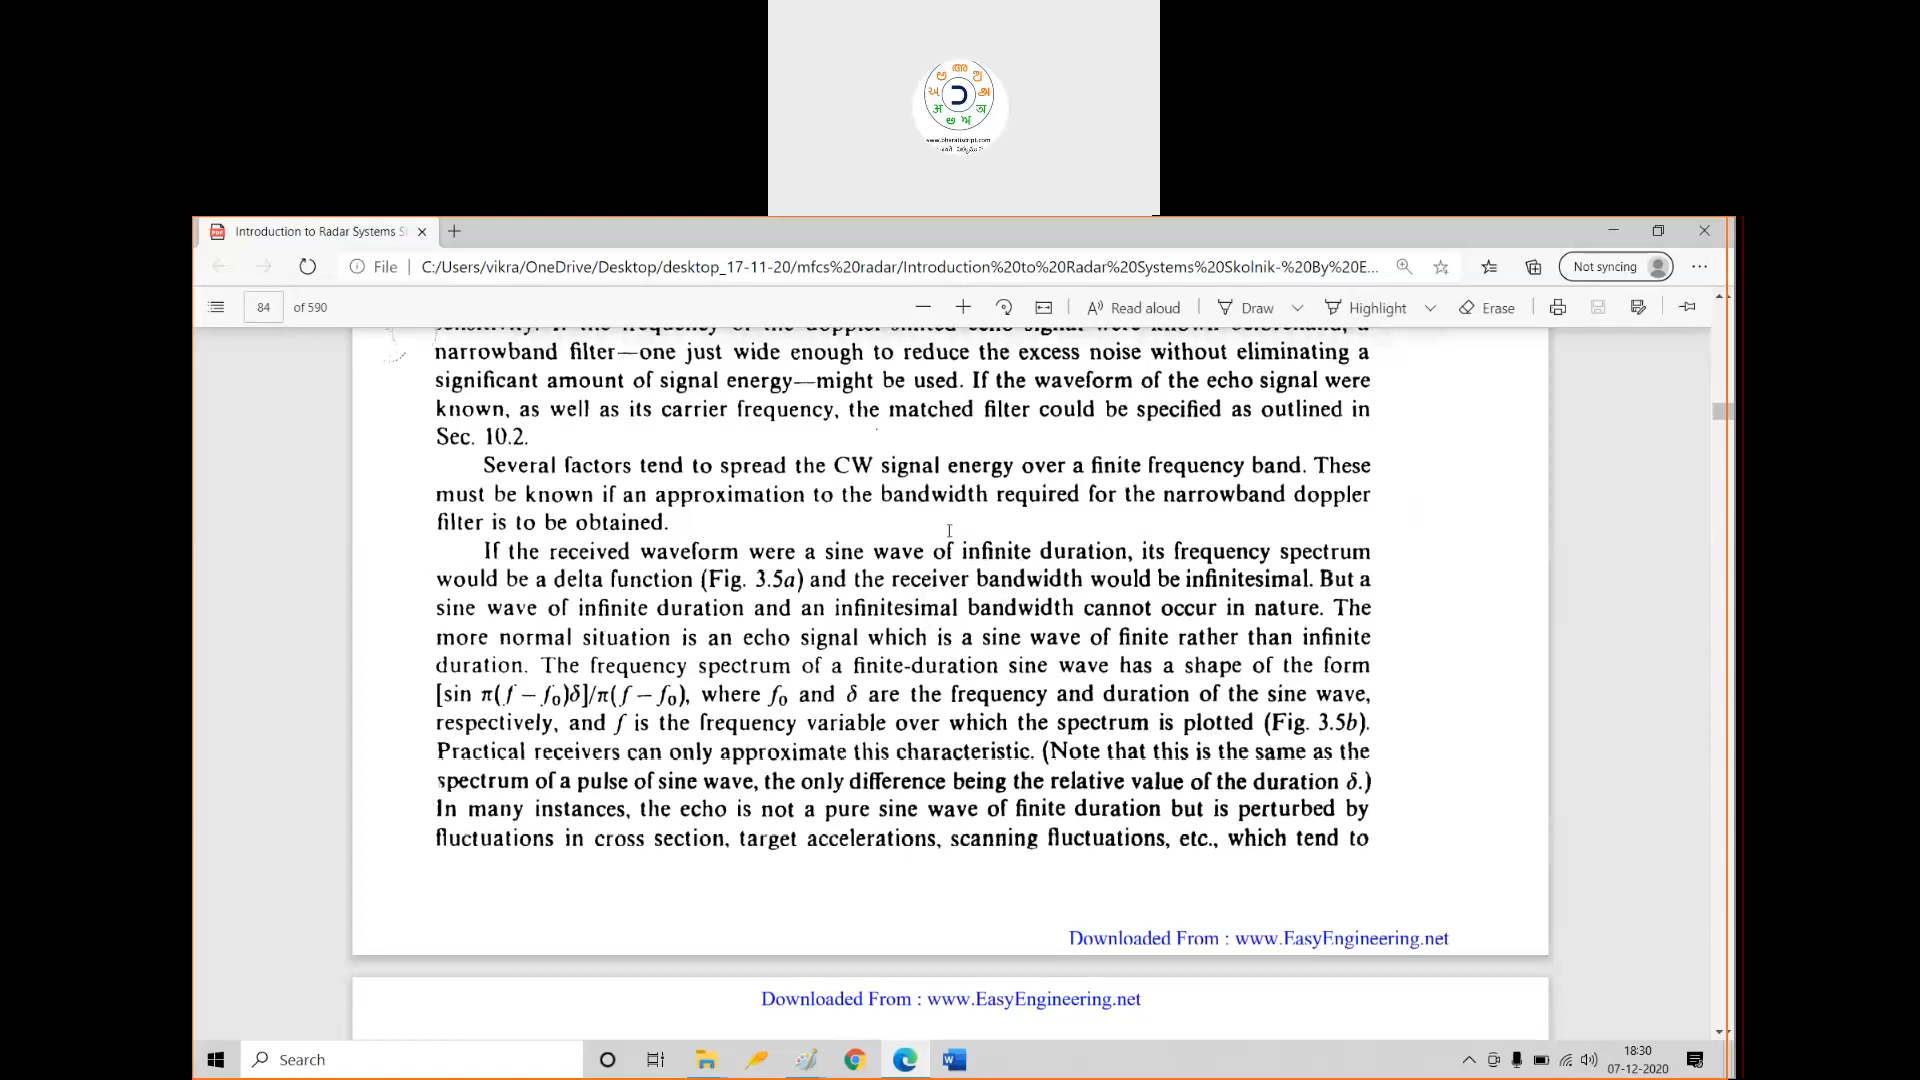 www.bharatiscript.com
Introduction to Radar Systems S
File C:/Users/vikra/OneDrive/Desktop/desktop_17-11-20/mfcs%20radar/Introduction%20to%20Radar%20Systems%20Skolnik-%20By%20E... Not syncing
84 of 590 Read aloud Draw Highlight Erase
narrowband filter—one just wide enough to reduce the excess noise without eliminating a
significant amount of signal energy—might be used. If the waveform of the echo signal were
known, as well as its carrier frequency, the matched filter could be specified as outlined in
Sec. 10.2.
Several factors tend to spread the CW signal energy over a finite frequency band. These
must be known if an approximation to the bandwidth required for the narrowband doppler
filter is to be obtained.
If the received waveform were a sine wave of infinite duration, its frequency spectrum
would be a delta function (Fig. 3.5a) and the receiver bandwidth would be infinitesimal. But a
sine wave of infinite duration and an infinitesimal bandwidth cannot occur in nature. The
more normal situation is an echo signal which is a sine wave of finite rather than infinite
duration. The frequency spectrum of a finite-duration sine wave has a shape of the form
[sin π(f − f₀)δ]/π(f − f₀), where f₀ and δ are the frequency and duration of the sine wave,
respectively, and f is the frequency variable over which the spectrum is plotted (Fig. 3.5b).
Practical receivers can only approximate this characteristic. (Note that this is the same as the
spectrum of a pulse of sine wave, the only difference being the relative value of the duration δ.)
In many instances, the echo is not a pure sine wave of finite duration but is perturbed by
fluctuations in cross section, target accelerations, scanning fluctuations, etc., which tend to
Downloaded From : www.EasyEngineering.net
Downloaded From : www.EasyEngineering.net
Search
18:30
07-12-2020